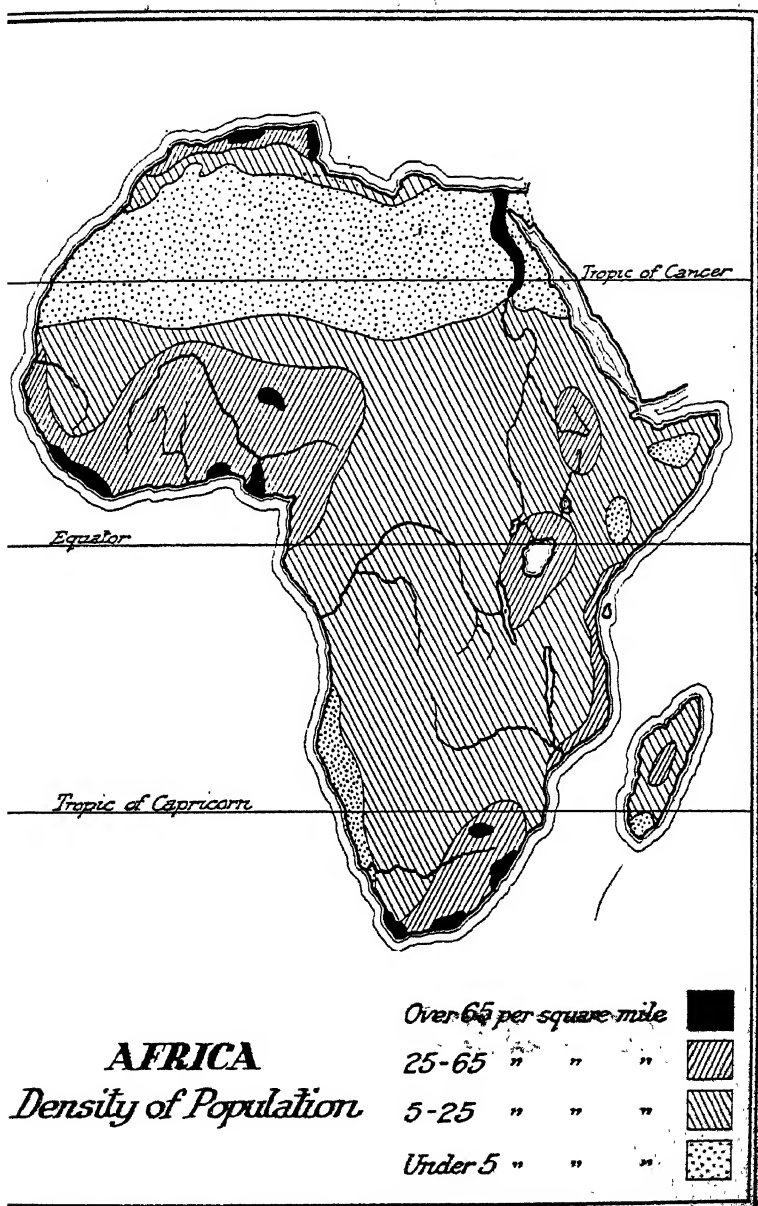 Tropic of Cancer
Equator
Tropic of Capricorn
AFRICA
Density of Population
Over 65 per square mile
25-65 " " "
5-25 " " "
Under 5 " " "